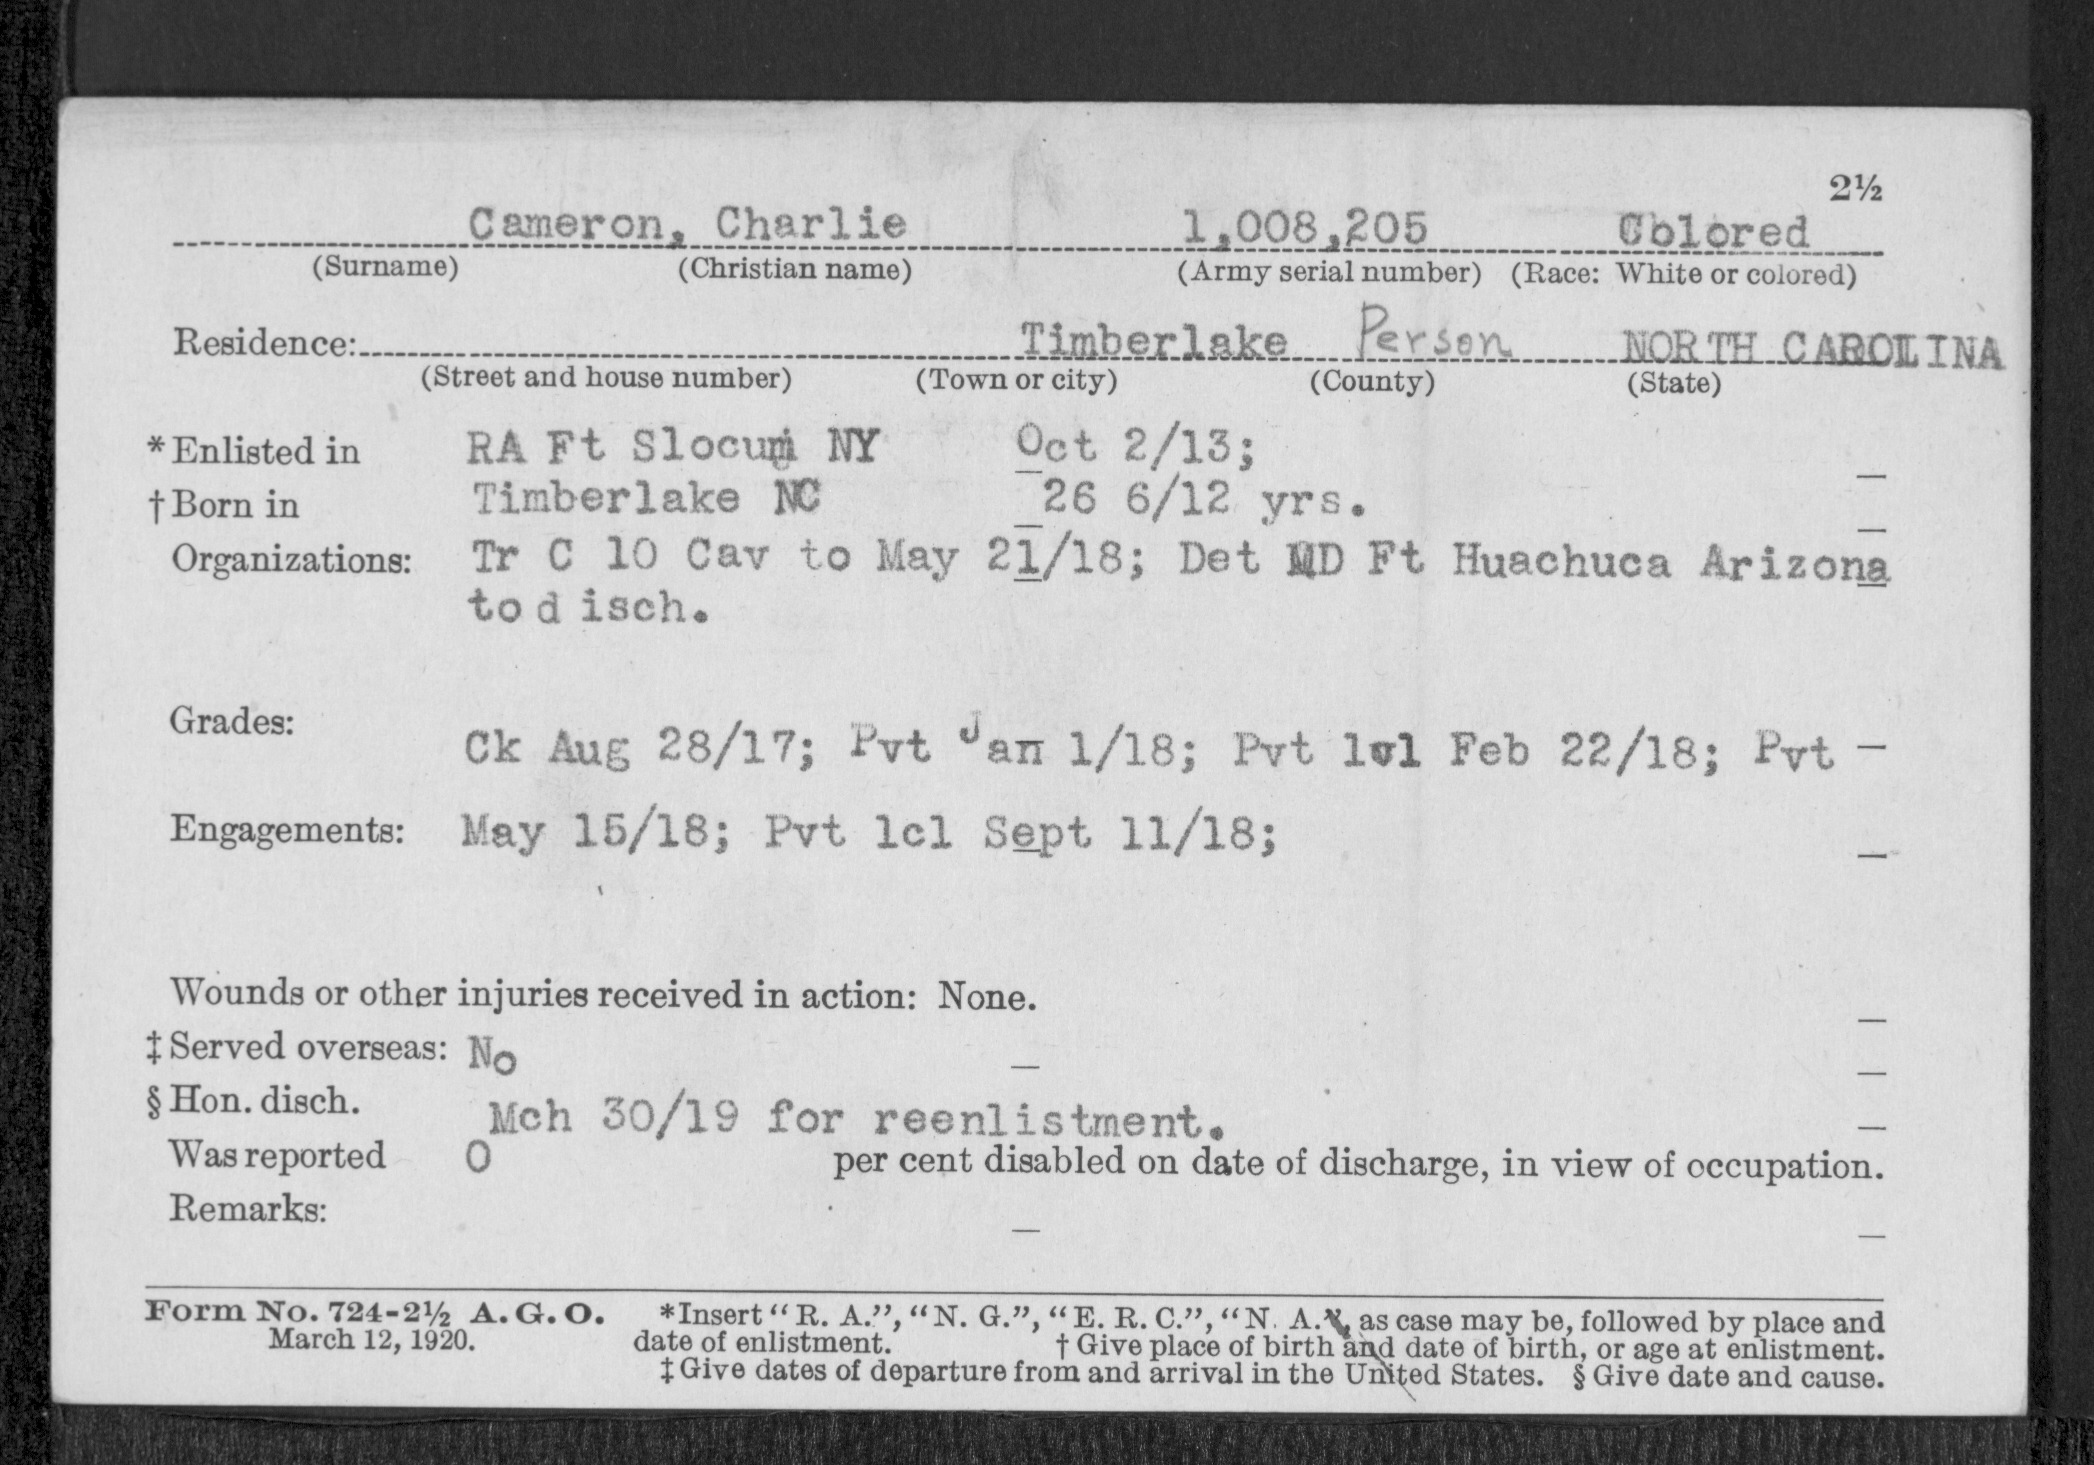 2½
Cameron, Charlie 1,008,205 Colored
(Surname) (Christian name) (Army serial number) (Race: White or colored)
Residence: Timberlake Person NORTH CAROLINA
(Street and house number) (Town or city) (County) (State)
*Enlisted in RA Ft Slocum NY Oct 2/13;
†Born in Timberlake NC 26 6/12 yrs.
Organizations: Tr C 10 Cav to May 21/18; Det MD Ft Huachuca Arizona
to d isch.
Grades:
Ck Aug 28/17; Pvt Jan 1/18; Pvt 1cl Feb 22/18; Pvt
Engagements: May 15/18; Pvt 1cl Sept 11/18;
Wounds or other injuries received in action: None.
‡Served overseas: No
§Hon. disch. Mch 30/19 for reenlistment.
Was reported 0 per cent disabled on date of discharge, in view of occupation.
Remarks:
Form No. 724-2½ A. G. O. *Insert "R. A.", "N. G.", "E. R. C.", "N. A.", as case may be, followed by place and
March 12, 1920. date of enlistment. †Give place of birth and date of birth, or age at enlistment.
‡Give dates of departure from and arrival in the United States. §Give date and cause.